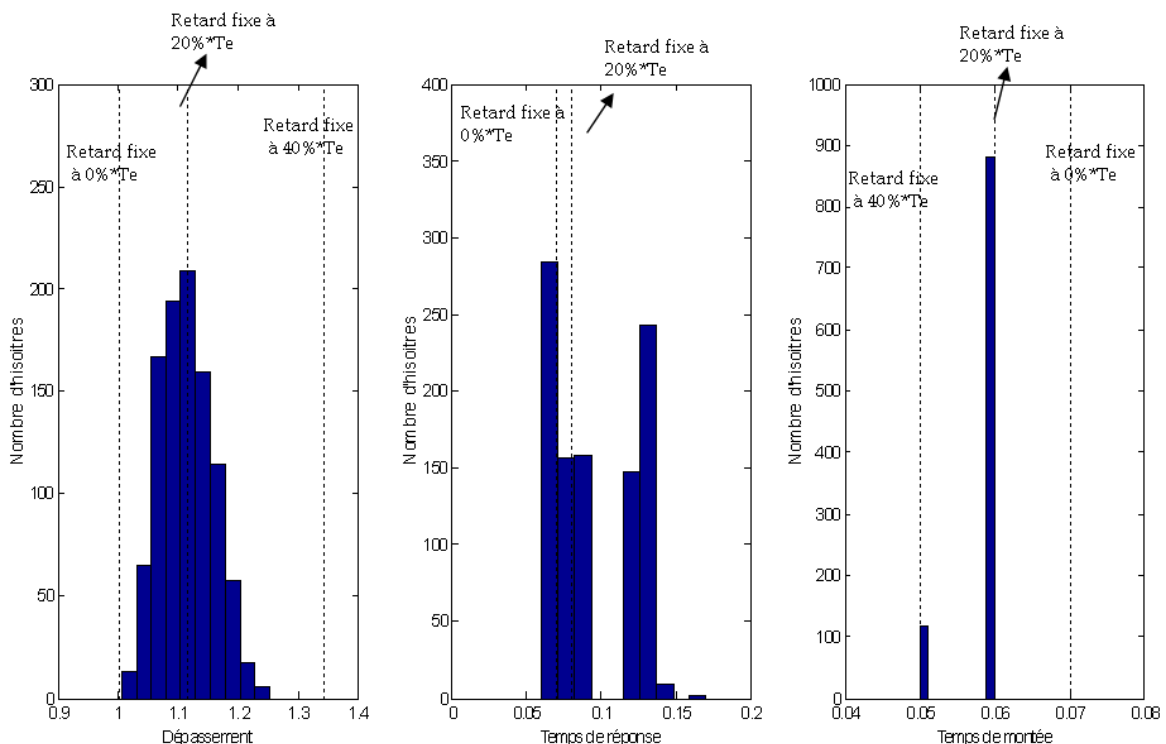 Retard fixe à
20%*Te
300
250
200
150
100
50
0
0.9
1
1.1
1.2
1.3
1.4
Nombre d'hisoitres
Dépassement
Retard fixe
à 0%*Te
Retard fixe
à 40%*Te
Retard fixe à
20%*Te
400
350
300
250
200
150
100
50
0
0
0.05
0.1
0.15
0.2
Nombre d'hisoitres
Temps de réponse
Retard fixe à
0%*Te
Retard fixe à
20%*Te
1000
900
800
700
600
500
400
300
200
100
0
0.04
0.05
0.06
0.07
0.08
Nombre d'hisoitres
Temps de montée
Retard fixe
à 40%*Te
Retard fixe
à 0%*Te